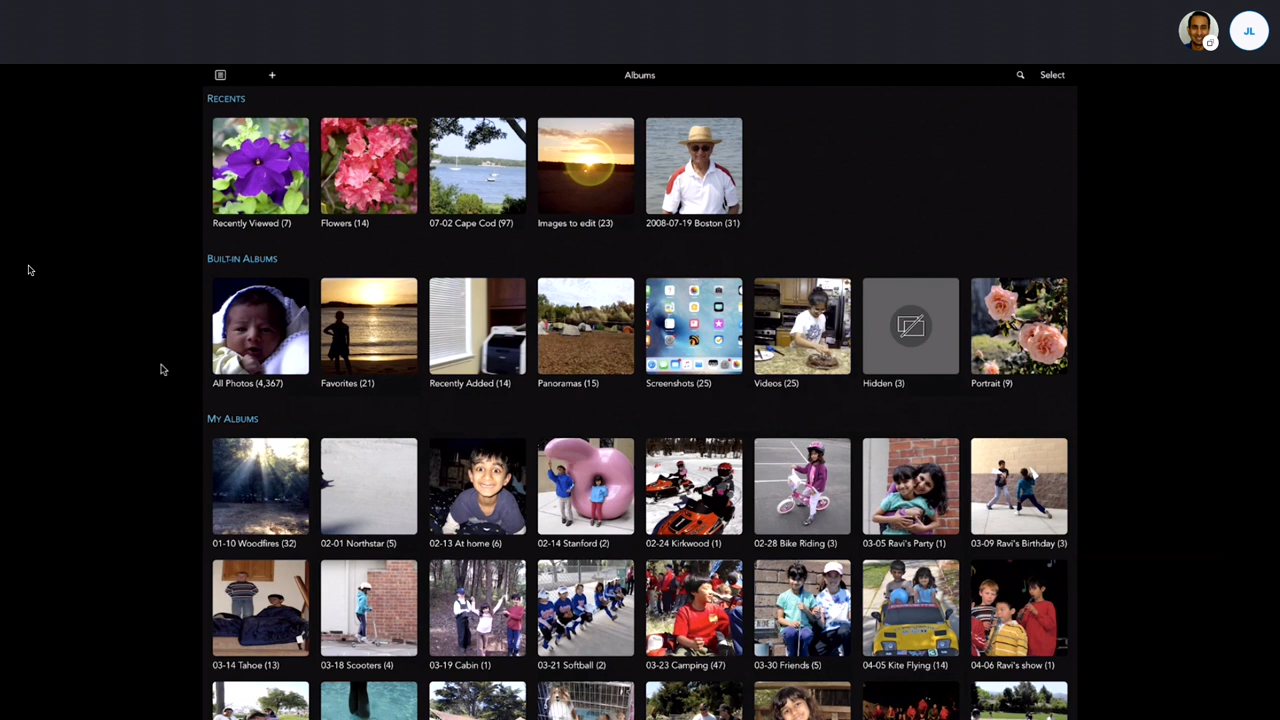 JL
+ Albums Select
RECENTS
Recently Viewed (7) Flowers (14) 07-02 Cape Cod (97) Images to edit (23) 2008-07-19 Boston (31)
BUILT-IN ALBUMS
All Photos (4,367) Favorites (21) Recently Added (14) Panoramas (15) Screenshots (25) Videos (25) Hidden (3) Portrait (9)
MY ALBUMS
01-10 Woodfires (32) 02-01 Northstar (5) 02-13 At home (6) 02-14 Stanford (2) 02-24 Kirkwood (1) 02-28 Bike Riding (3) 03-05 Ravi's Party (1) 03-09 Ravi's Birthday (3)
03-14 Tahoe (13) 03-18 Scooters (4) 03-19 Cabin (1) 03-21 Softball (2) 03-23 Camping (47) 03-30 Friends (5) 04-05 Kite Flying (14) 04-06 Ravi's show (1)